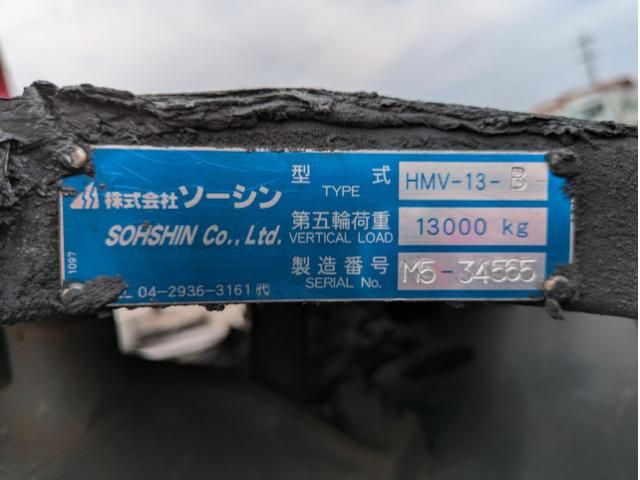 株式会社 ソーシン
SOHSHIN Co., Ltd.
04-2936-3161 ㈹
1097
型 式 HMV-13-B
TYPE
第五輪荷重 13000 kg
VERTICAL LOAD
製造番号 M5-34565
SERIAL No.